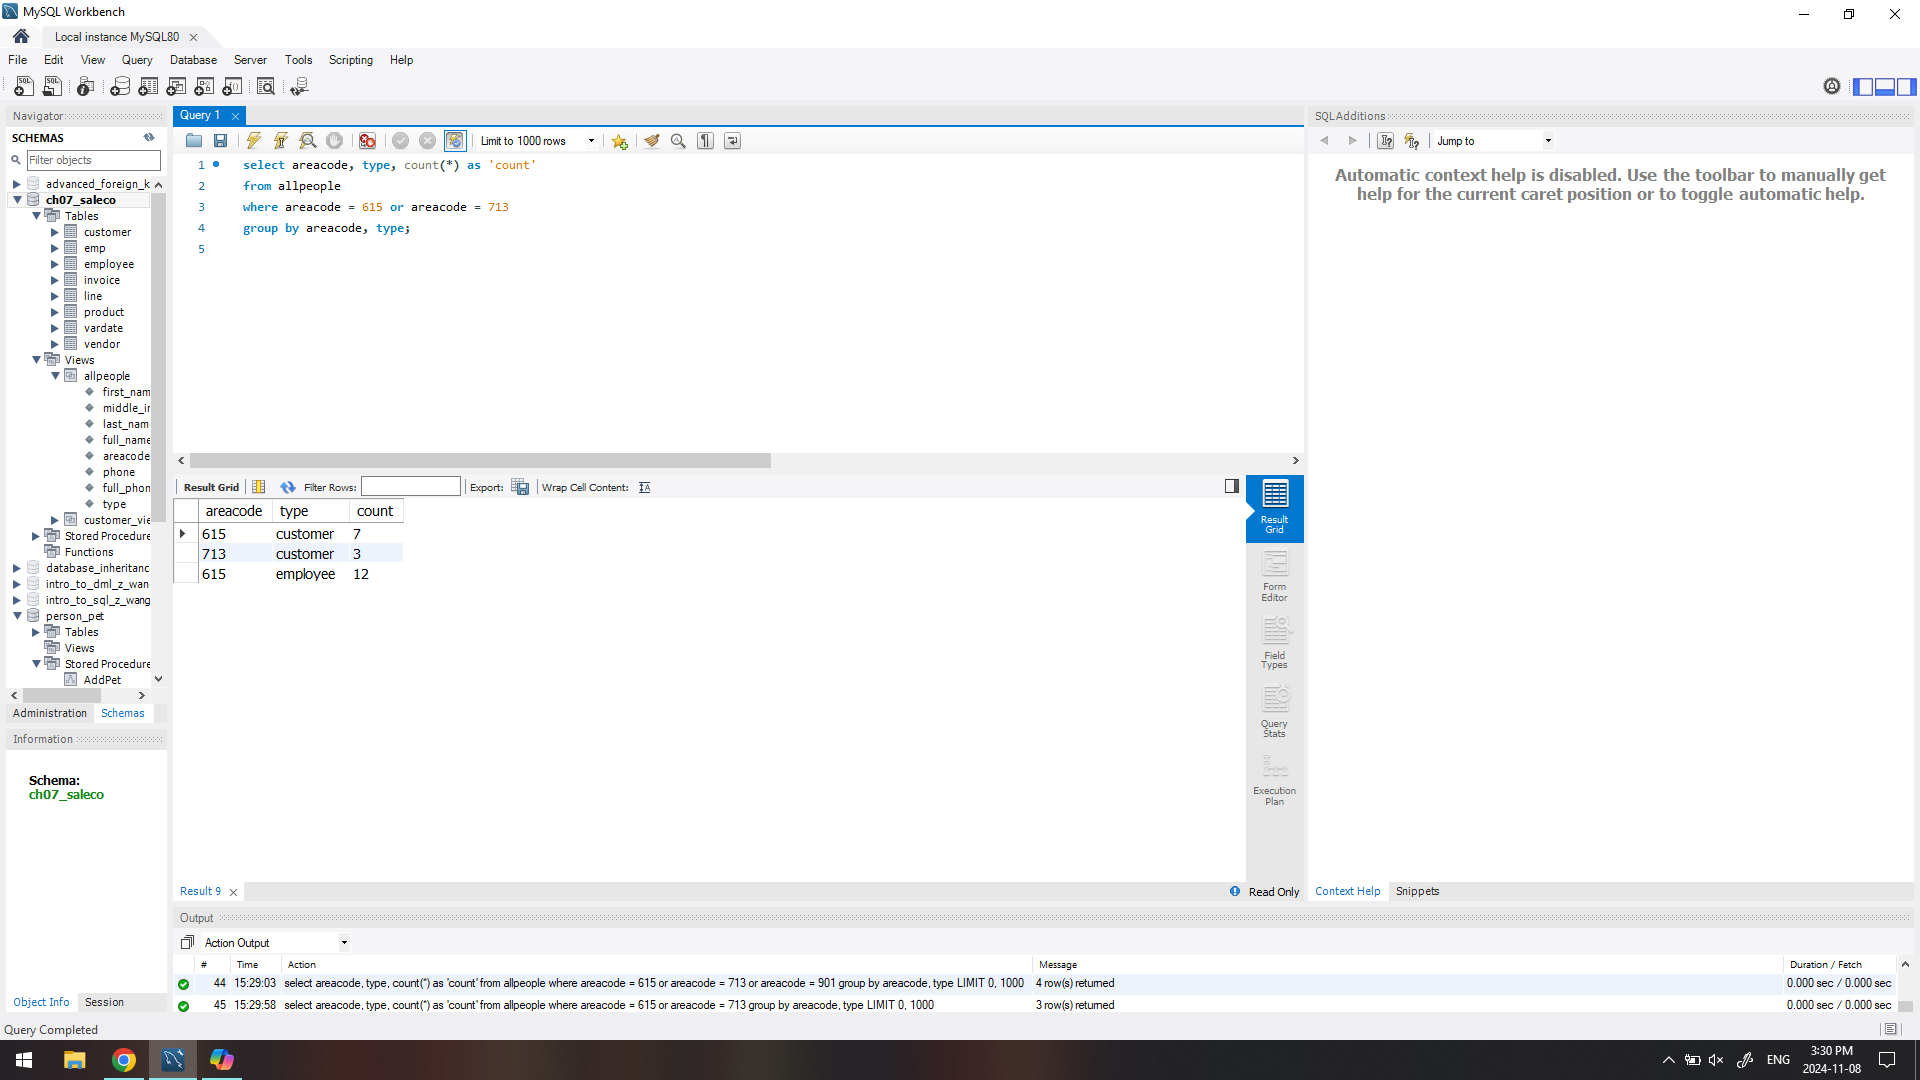 MySQL Workbench
Local instance MySQL80
File Edit View Query Database Server Tools Scripting Help
Navigator
SCHEMAS
Filter objects
advanced_foreign_k
ch07_saleco
Tables
customer
emp
employee
invoice
line
product
vardate
vendor
Views
allpeople
first_nam
middle_in
last_nam
full_name
areacode
phone
full_phon
type
customer_vie
Stored Procedure
Functions
database_inheritanc
intro_to_dml_z_wan
intro_to_sql_z_wang
person_pet
Tables
Views
Stored Procedure
AddPet
Administration Schemas
Information
Schema:
ch07_saleco
Object Info Session
Query 1
Limit to 1000 rows
1 select areacode, type, count(*) as 'count'
2 from allpeople
3 where areacode = 615 or areacode = 713
4 group by areacode, type;
5
Result Grid Filter Rows: Export: Wrap Cell Content:
areacode type count
615 customer 7
713 customer 3
615 employee 12
Result Grid
Form Editor
Field Types
Query Stats
Execution Plan
Result 9
Read Only
SQLAdditions
Jump to
Automatic context help is disabled. Use the toolbar to manually get
help for the current caret position or to toggle automatic help.
Context Help Snippets
Output
Action Output
# Time Action Message Duration / Fetch
44 15:29:03 select areacode, type, count(*) as 'count' from allpeople where areacode = 615 or areacode = 713 or areacode = 901 group by areacode, type LIMIT 0, 1000 4 row(s) returned 0.000 sec / 0.000 sec
45 15:29:58 select areacode, type, count(*) as 'count' from allpeople where areacode = 615 or areacode = 713 group by areacode, type LIMIT 0, 1000 3 row(s) returned 0.000 sec / 0.000 sec
Query Completed
ENG
3:30 PM
2024-11-08